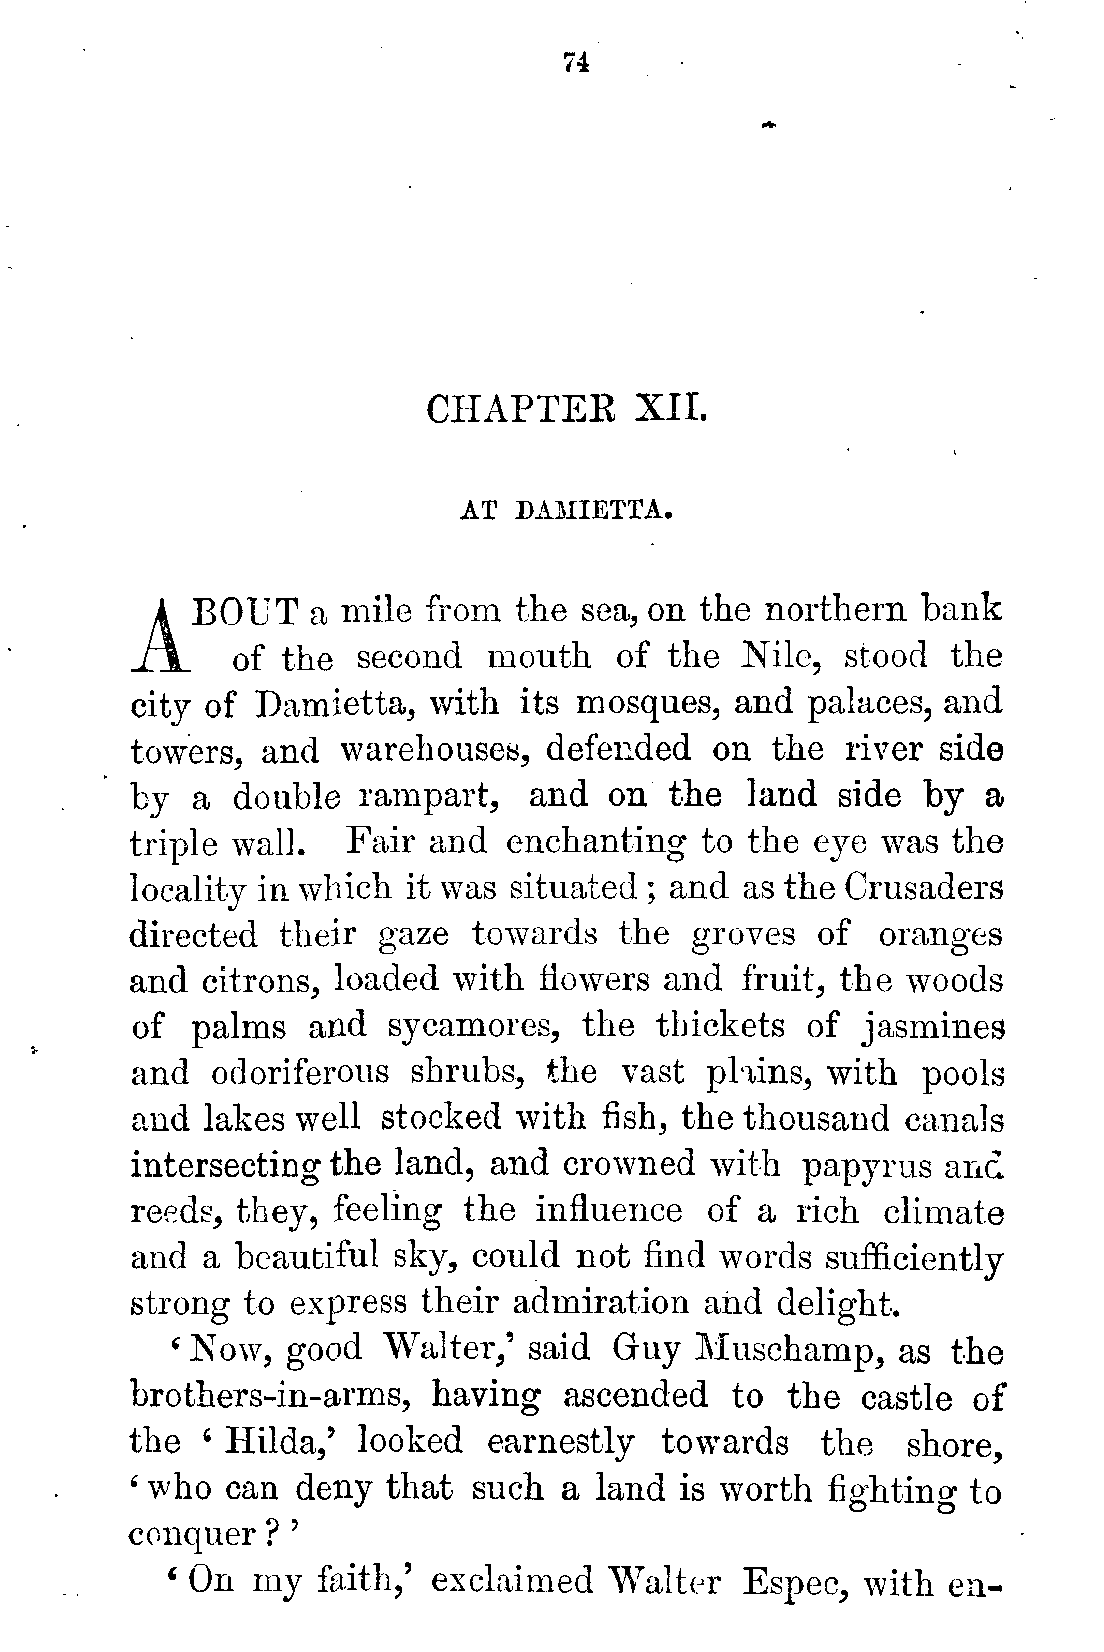 74
CHAPTER XII.
AT DAMIETTA.
ABOUT a mile from the sea, on the northern bank
of the second mouth of the Nile, stood the
city of Damietta, with its mosques, and palaces, and
towers, and warehouses, defended on the river side
by a double rampart, and on the land side by a
triple wall. Fair and enchanting to the eye was the
locality in which it was situated; and as the Crusaders
directed their gaze towards the groves of oranges
and citrons, loaded with flowers and fruit, the woods
of palms and sycamores, the thickets of jasmines
and odoriferous shrubs, the vast plains, with pools
and lakes well stocked with fish, the thousand canals
intersecting the land, and crowned with papyrus and
reeds, they, feeling the influence of a rich climate
and a beautiful sky, could not find words sufficiently
strong to express their admiration and delight.
‘Now, good Walter,’ said Guy Muschamp, as the
brothers-in-arms, having ascended to the castle of
the ‘Hilda,’ looked earnestly towards the shore,
‘who can deny that such a land is worth fighting to
conquer?’
‘On my faith,’ exclaimed Walter Espec, with en-